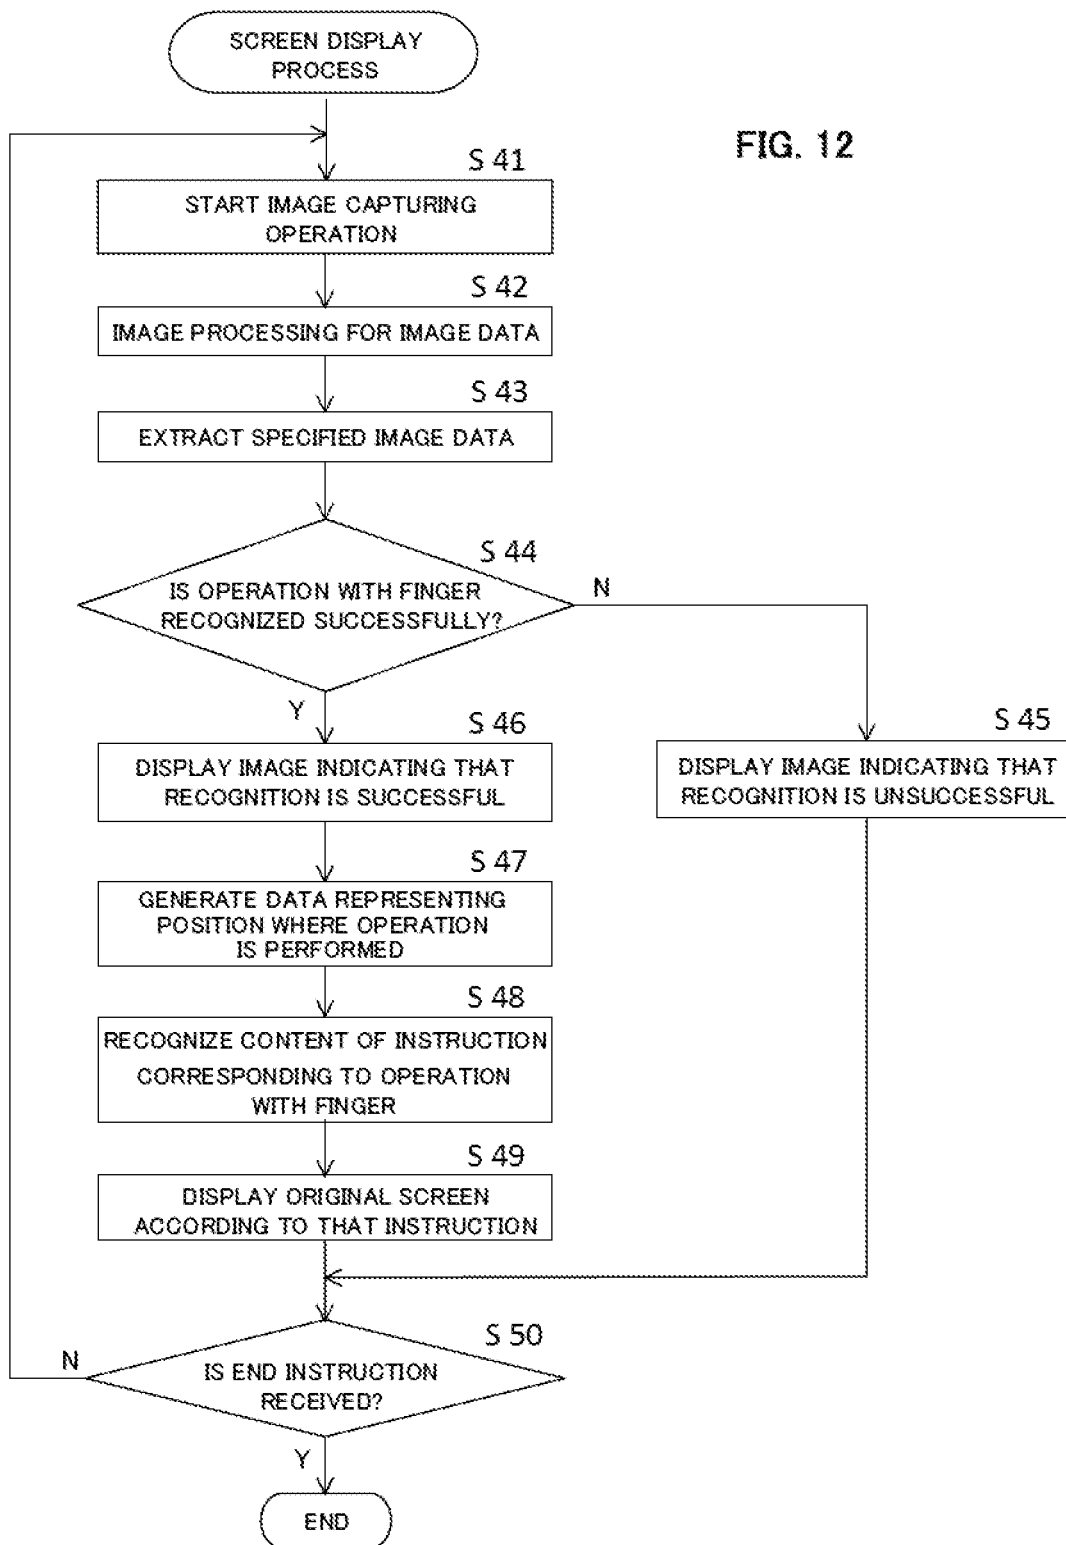 SCREEN DISPLAY
PROCESS
FIG. 12
S 41
START IMAGE CAPTURING
OPERATION
S 42
IMAGE PROCESSING FOR IMAGE DATA
S 43
EXTRACT SPECIFIED IMAGE DATA
S 44
IS OPERATION WITH FINGER
RECOGNIZED SUCCESSFULLY?
N
Y
S 46
DISPLAY IMAGE INDICATING THAT
RECOGNITION IS SUCCESSFUL
S 45
DISPLAY IMAGE INDICATING THAT
RECOGNITION IS UNSUCCESSFUL
S 47
GENERATE DATA REPRESENTING
POSITION WHERE OPERATION
IS PERFORMED
S 48
RECOGNIZE CONTENT OF INSTRUCTION
CORRESPONDING TO OPERATION
WITH FINGER
S 49
DISPLAY ORIGINAL SCREEN
ACCORDING TO THAT INSTRUCTION
S 50
N
IS END INSTRUCTION
RECEIVED?
Y
END